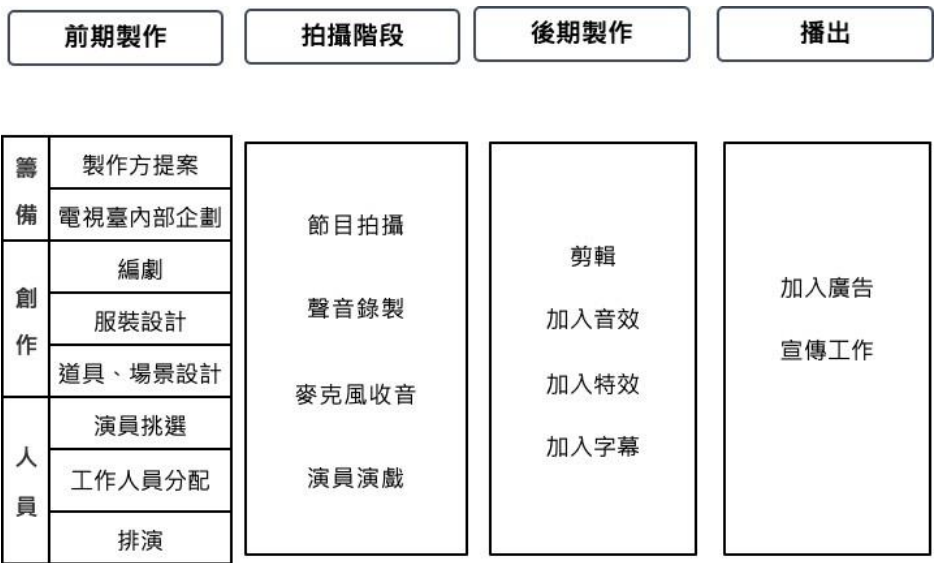 前期製作
拍攝階段
後期製作
播出
籌備
製作方提案
電視臺內部企劃
創作
編劇
服裝設計
道具、場景設計
人員
演員挑選
工作人員分配
排演
節目拍攝
聲音錄製
麥克風收音
演員演戲
剪輯
加入音效
加入特效
加入字幕
加入廣告
宣傳工作